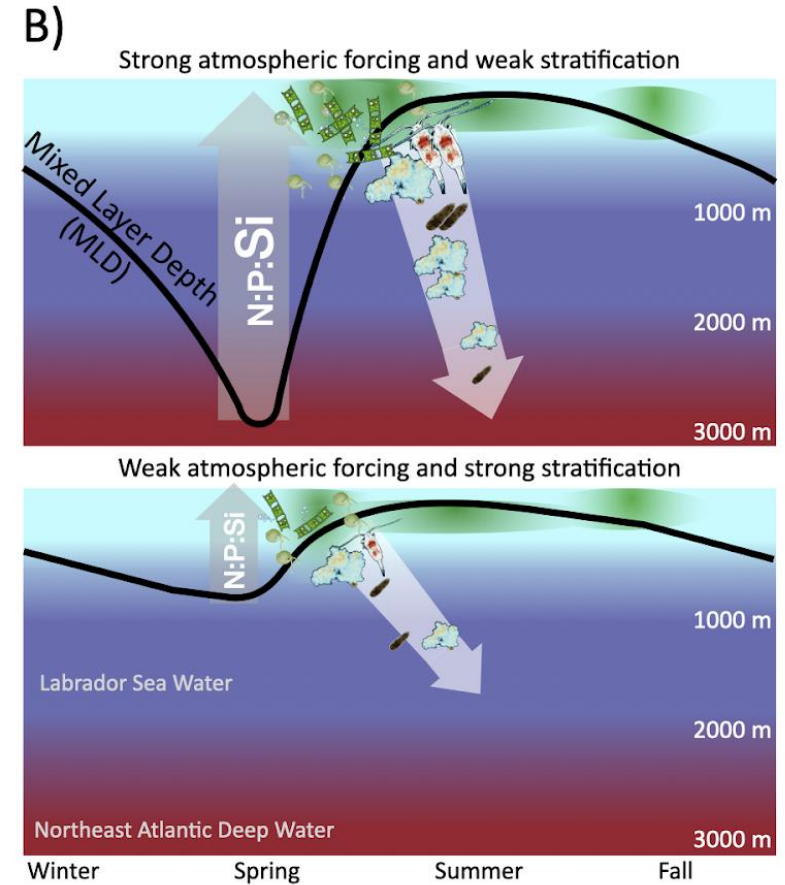 B)
Strong atmospheric forcing and weak stratification
Mixed Layer Depth
(MLD)
N:P:Si
1000 m
2000 m
3000 m
Weak atmospheric forcing and strong stratification
N:P:Si
1000 m
Labrador Sea Water
2000 m
Northeast Atlantic Deep Water
3000 m
Winter Spring Summer Fall